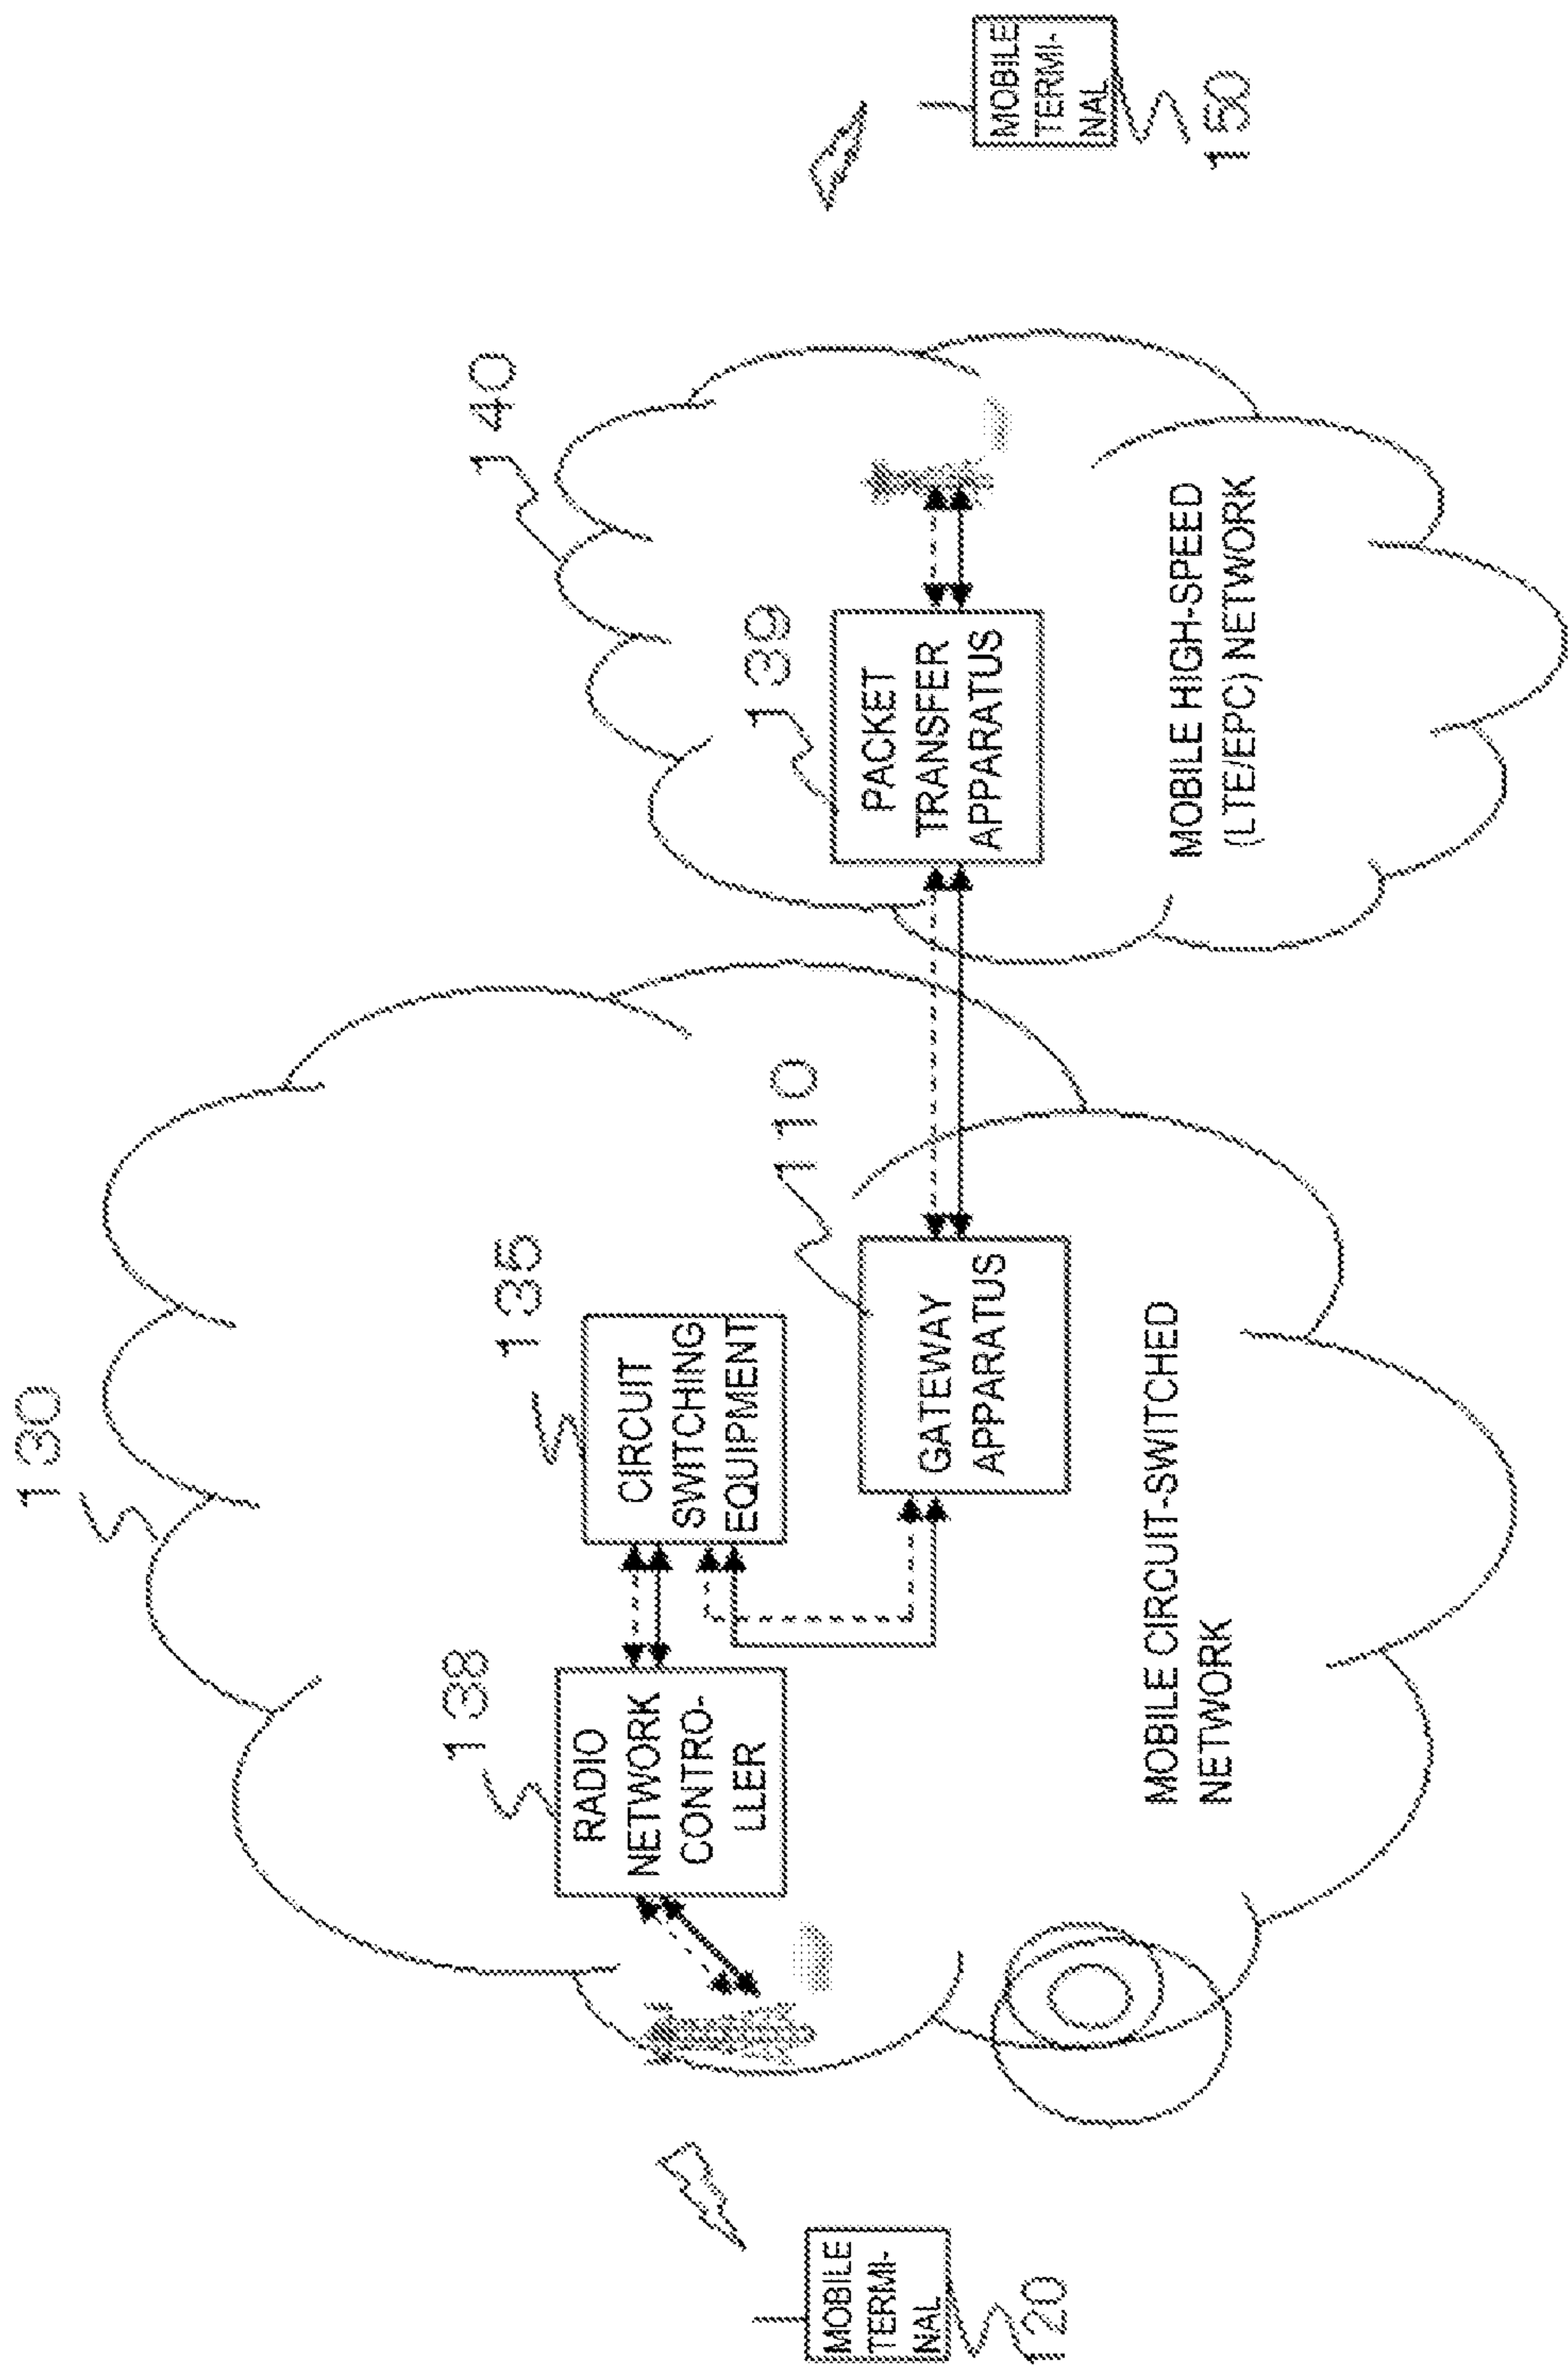 130
140
138
135
139
RADIO
NETWORK
CONTRO-
LLER
CIRCUIT
SWITCHING
EQUIPMENT
110
PACKET
TRANSFER
APPARATUS
GATEWAY
APPARATUS
MOBILE
TERMI-
NAL
120
MOBILE
TERMI-
NAL
150
MOBILE CIRCUIT-SWITCHED
NETWORK
MOBILE HIGH-SPEED
(LTE/EPC) NETWORK